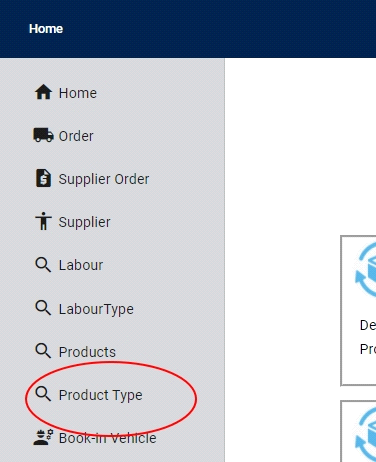 Home
Home
Order
Supplier Order
Supplier
Labour
LabourType
Products
Product Type
Book-in Vehicle
De
Pro